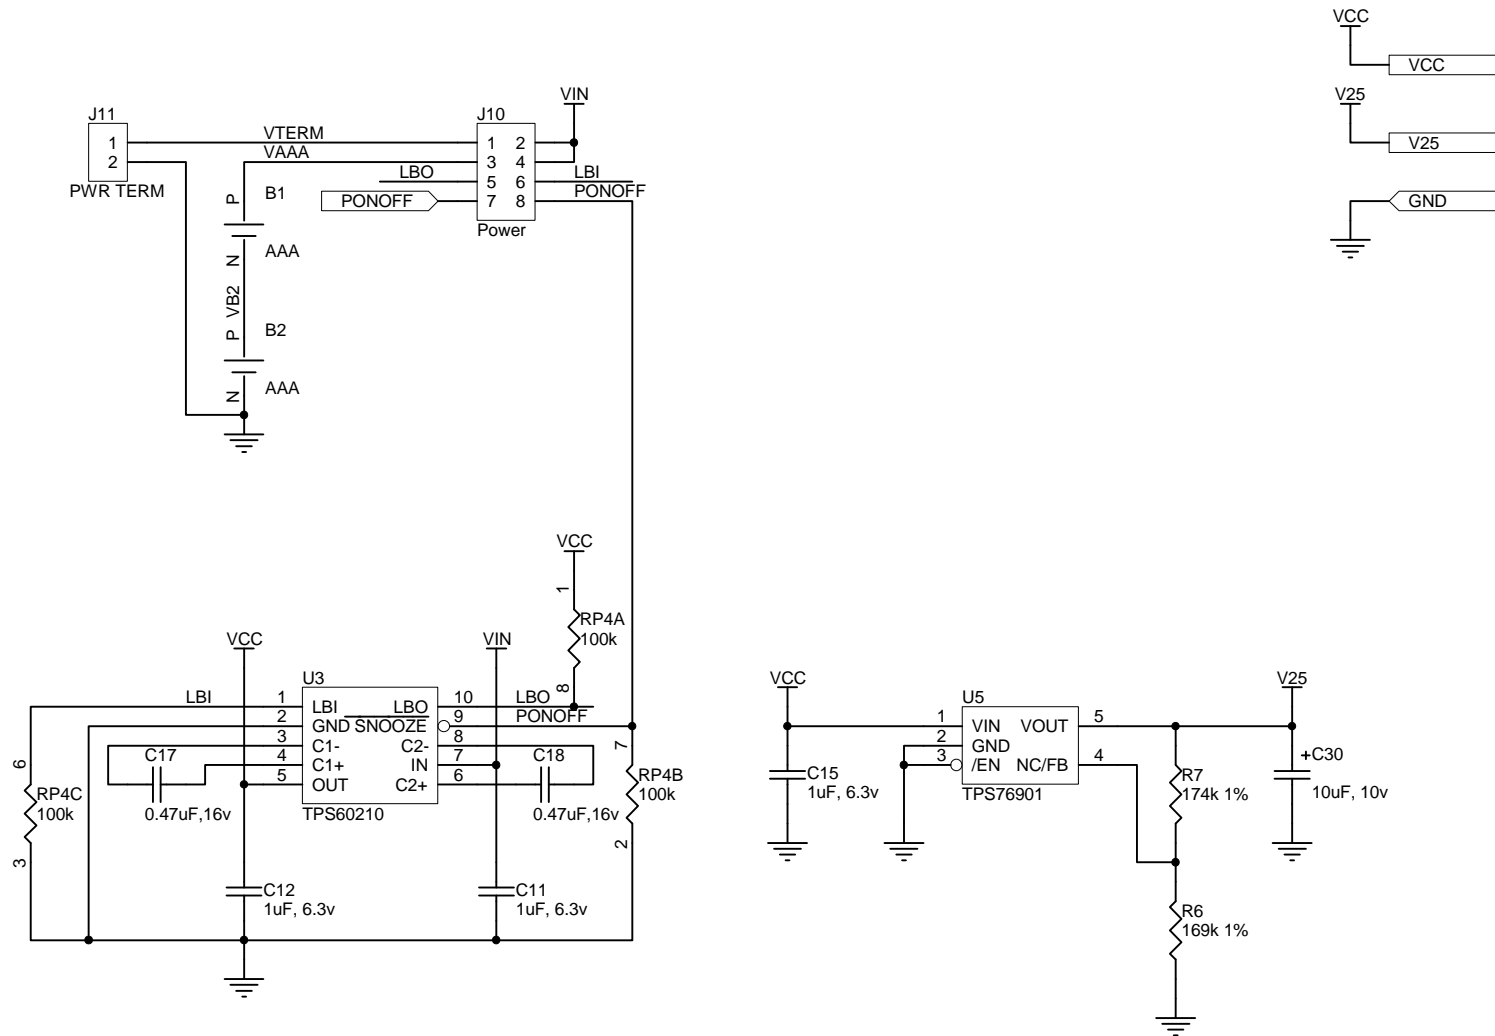 VCC
VCC
V25
V25
GND
J11
1
2
PWR TERM
VTERM
VAAA
LBO
PONOFF
J10
1 2
3 4
5 6
7 8
Power
VIN
LBI
PONOFF
P
B1
N
AAA
VB2
P
B2
N
AAA
VCC
1
RP4A
100k
8
VCC
VIN
U3
LBI
1 LBI
2 GND
3 C1-
4 C1+
5 OUT
LBO 10
SNOOZE 9
C2- 8
IN 7
C2+ 6
TPS60210
LBO
PONOFF
C17
0.47uF,16v
C18
0.47uF,16v
6
RP4C
100k
3
7
RP4B
100k
2
C12
1uF, 6.3v
C11
1uF, 6.3v
VCC
C15
1uF, 6.3v
U5
1 VIN
2 GND
3 /EN
VOUT 5
NC/FB 4
TPS76901
V25
R7
174k 1%
+C30
10uF, 10v
R6
169k 1%